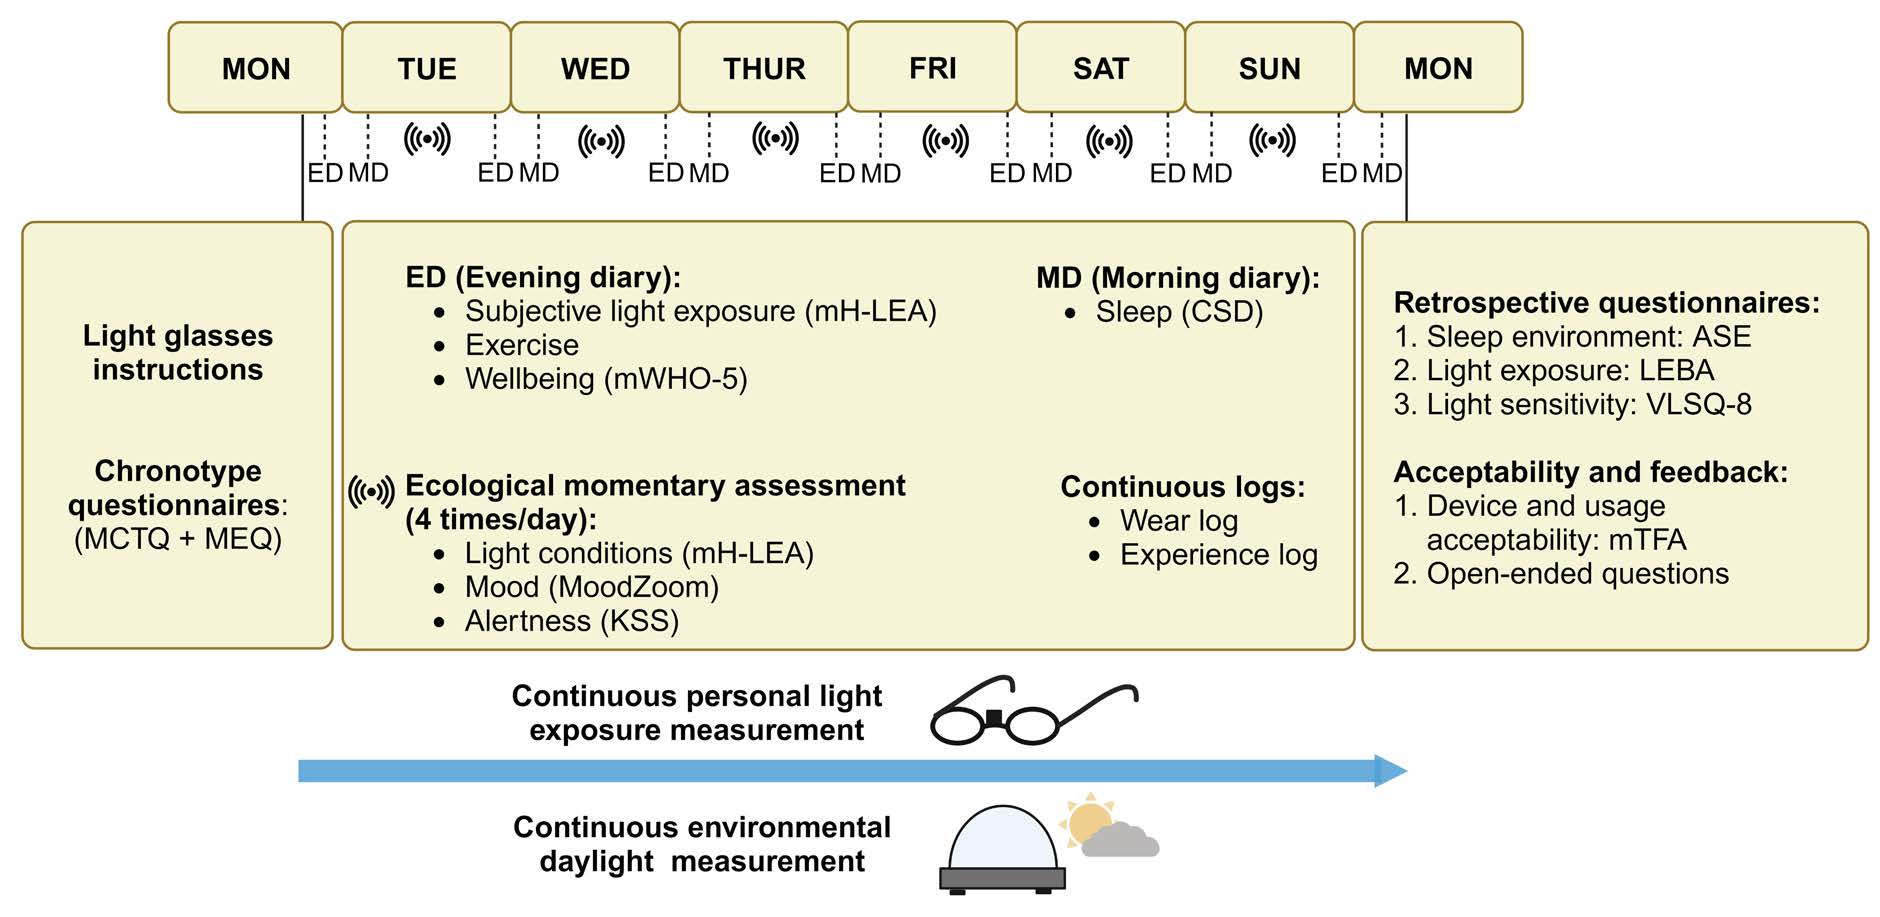 MON TUE WED THUR FRI SAT SUN MON
ED MD ED MD ED MD ED MD ED MD ED MD ED MD
Light glasses
instructions
Chronotype
questionnaires:
(MCTQ + MEQ)
ED (Evening diary):
• Subjective light exposure (mH-LEA)
• Exercise
• Wellbeing (mWHO-5)
MD (Morning diary):
• Sleep (CSD)
Ecological momentary assessment
(4 times/day):
• Light conditions (mH-LEA)
• Mood (MoodZoom)
• Alertness (KSS)
Continuous logs:
• Wear log
• Experience log
Retrospective questionnaires:
1. Sleep environment: ASE
2. Light exposure: LEBA
3. Light sensitivity: VLSQ-8
Acceptability and feedback:
1. Device and usage
acceptability: mTFA
2. Open-ended questions
Continuous personal light
exposure measurement
Continuous environmental
daylight measurement